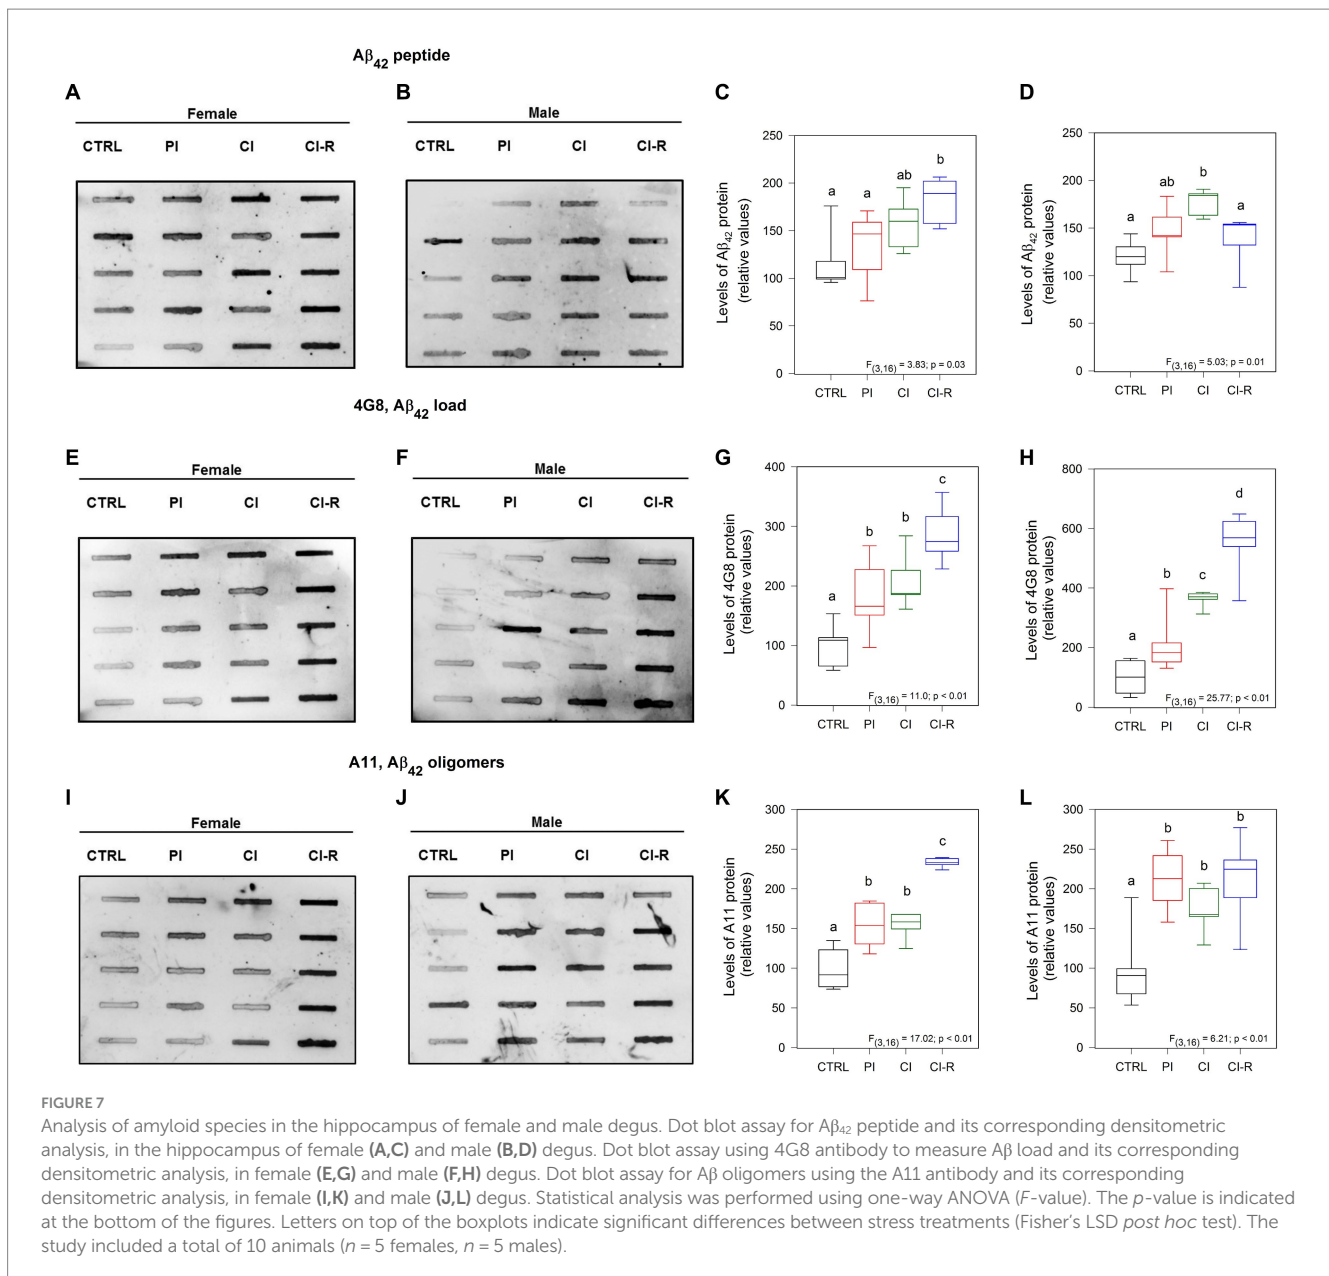 Aβ42 peptide
A
B
C
D
Female
Male
CTRL PI CI CI-R
CTRL PI CI CI-R
Levels of Aβ42 protein
(relative values)
250
200
150
100
50
0
a
a
ab
b
F(3,16) = 3.83; p = 0.03
CTRL PI CI CI-R
Levels of Aβ42 protein
(relative values)
250
200
150
100
50
0
a
ab
b
a
F(3,16) = 5.03; p = 0.01
CTRL PI CI CI-R
4G8, Aβ42 load
E
F
G
H
Female
Male
CTRL PI CI CI-R
CTRL PI CI CI-R
Levels of 4G8 protein
(relative values)
400
300
200
100
0
a
b
b
c
F(3,16) = 11.0; p < 0.01
CTRL PI CI CI-R
Levels of 4G8 protein
(relative values)
800
600
400
200
0
a
b
c
d
F(3,16) = 25.77; p < 0.01
CTRL PI CI CI-R
A11, Aβ42 oligomers
I
J
K
L
Female
Male
CTRL PI CI CI-R
CTRL PI CI CI-R
Levels of A11 protein
(relative values)
300
250
200
150
100
50
0
a
b
b
c
F(3,16) = 17.02; p < 0.01
CTRL PI CI CI-R
Levels of A11 protein
(relative values)
300
250
200
150
100
50
0
a
b
b
b
F(3,16) = 6.21; p < 0.01
CTRL PI CI CI-R
FIGURE 7
Analysis of amyloid species in the hippocampus of female and male degus. Dot blot assay for Aβ₄₂ peptide and its corresponding densitometric
analysis, in the hippocampus of female (A,C) and male (B,D) degus. Dot blot assay using 4G8 antibody to measure Aβ load and its corresponding
densitometric analysis, in female (E,G) and male (F,H) degus. Dot blot assay for Aβ oligomers using the A11 antibody and its corresponding
densitometric analysis, in female (I,K) and male (J,L) degus. Statistical analysis was performed using one-way ANOVA (F-value). The p-value is indicated
at the bottom of the figures. Letters on top of the boxplots indicate significant differences between stress treatments (Fisher's LSD post hoc test). The
study included a total of 10 animals (n = 5 females, n = 5 males).